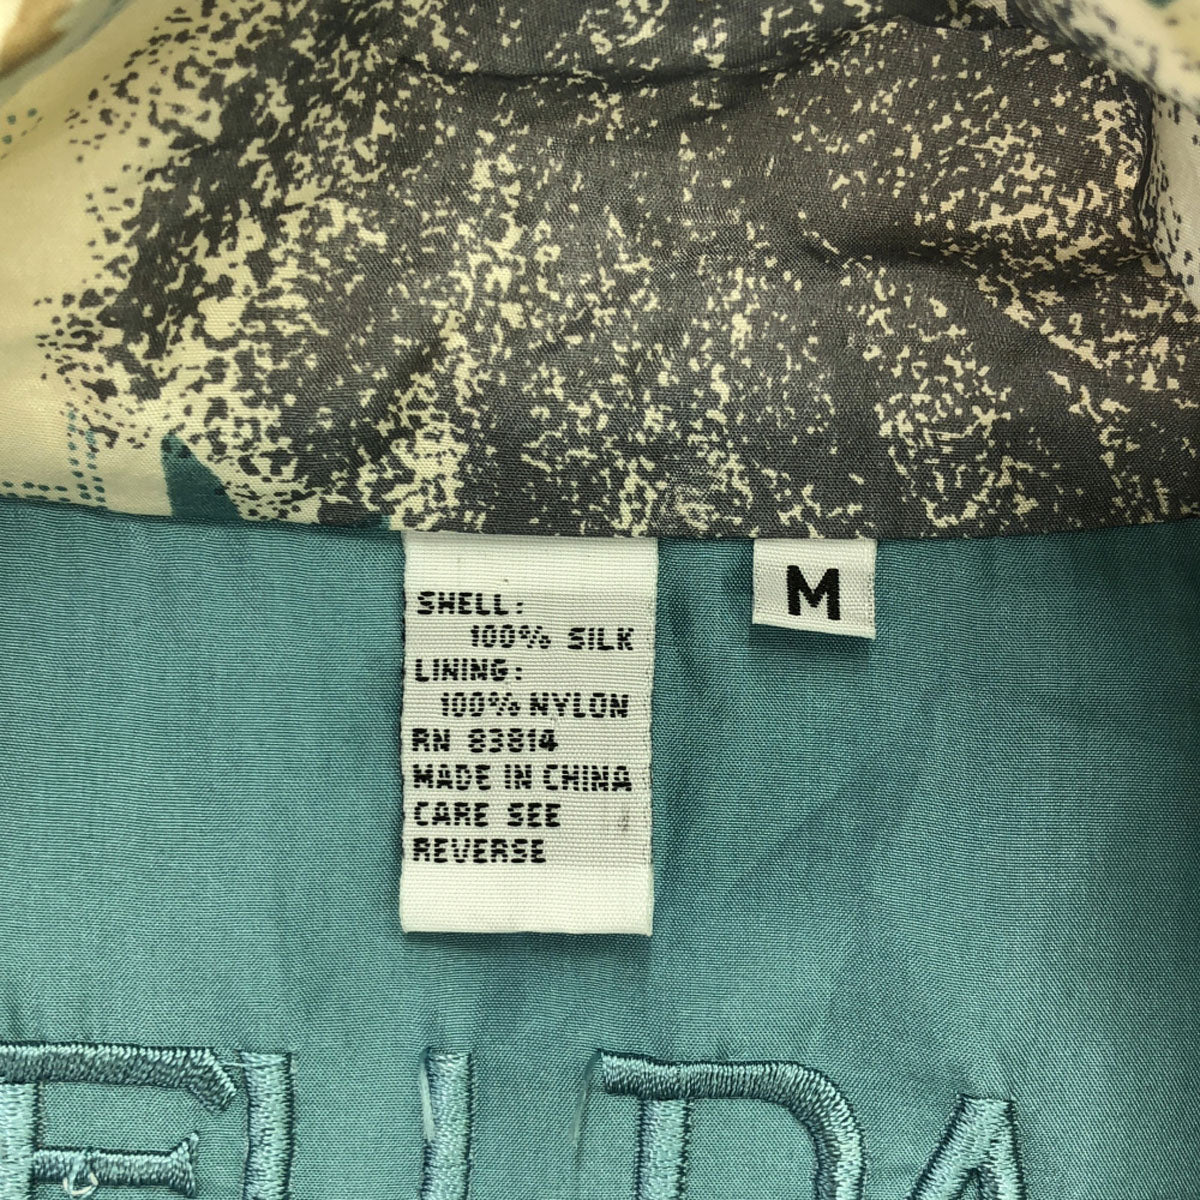 SHELL:
100% SILK
LINING:
100% NYLON
RN 83814
MADE IN CHINA
CARE SEE
REVERSE
M